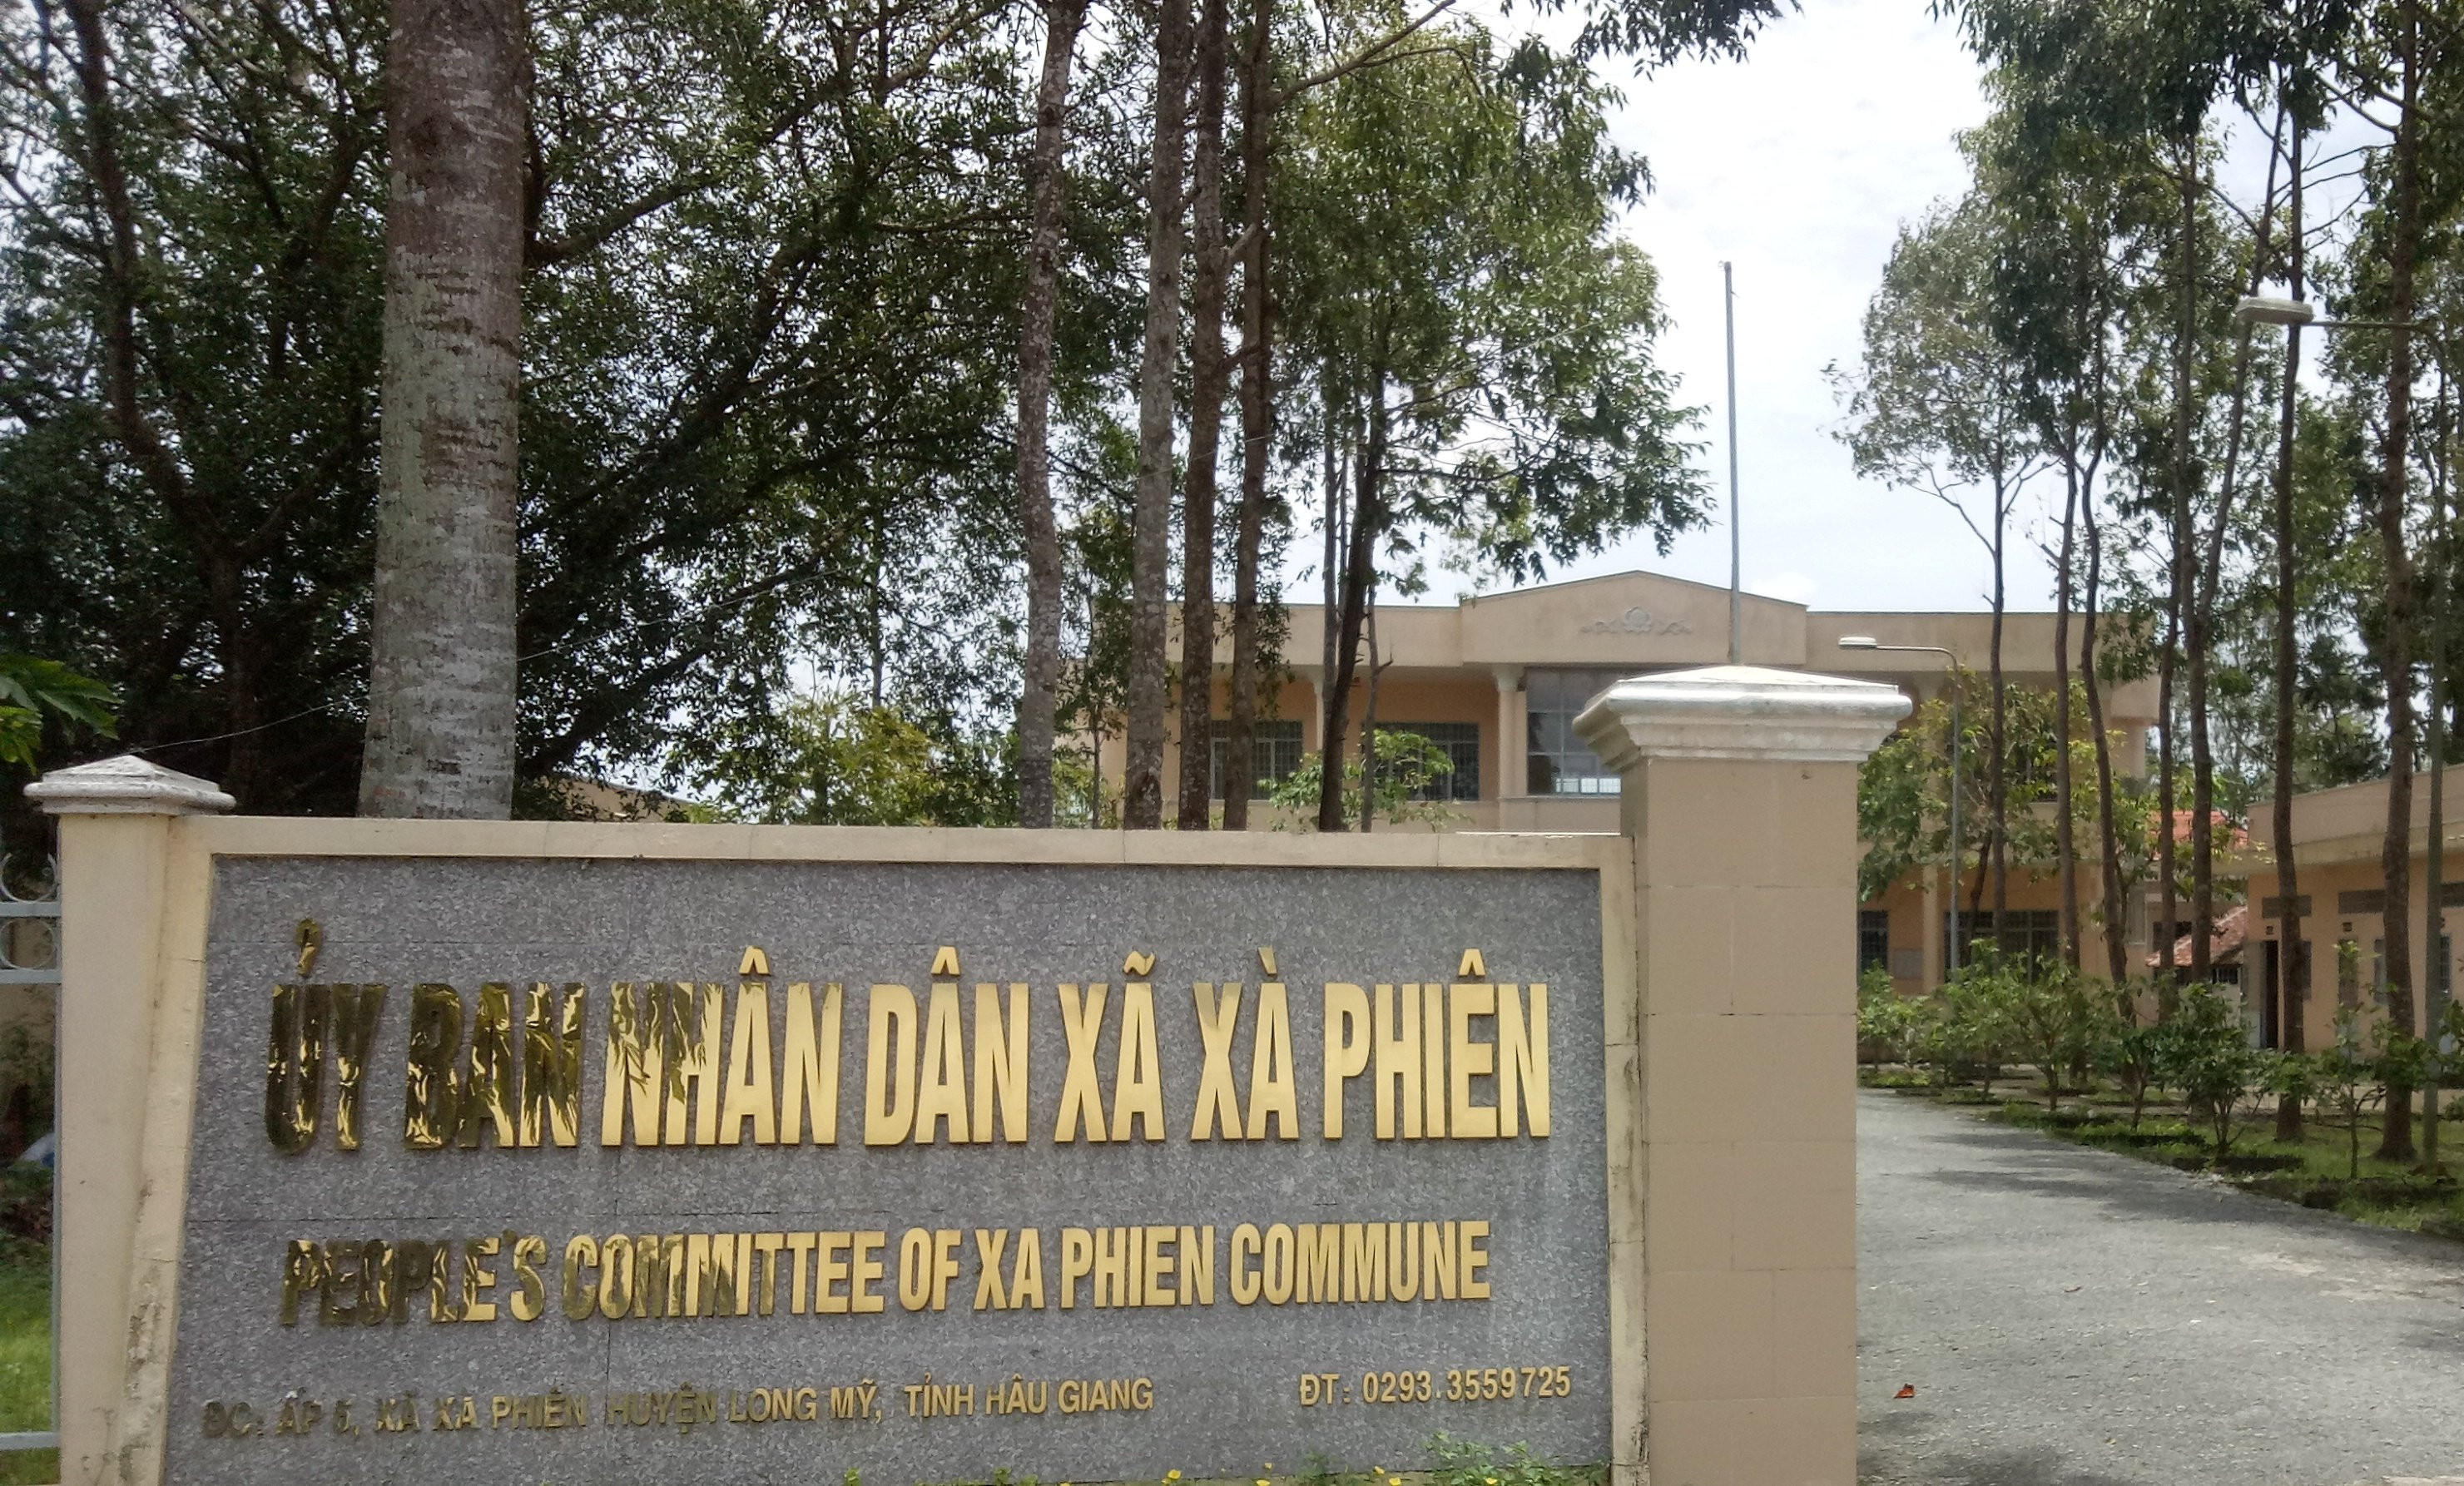 ỦY BAN NHÂN DÂN XÃ XÀ PHIÊN
PEOPLE'S COMMITTEE OF XA PHIEN COMMUNE
ĐC: ẤP 5, XÃ XÀ PHIÊN HUYỆN LONG MỸ, TỈNH HẬU GIANG ĐT: 0293.3559725